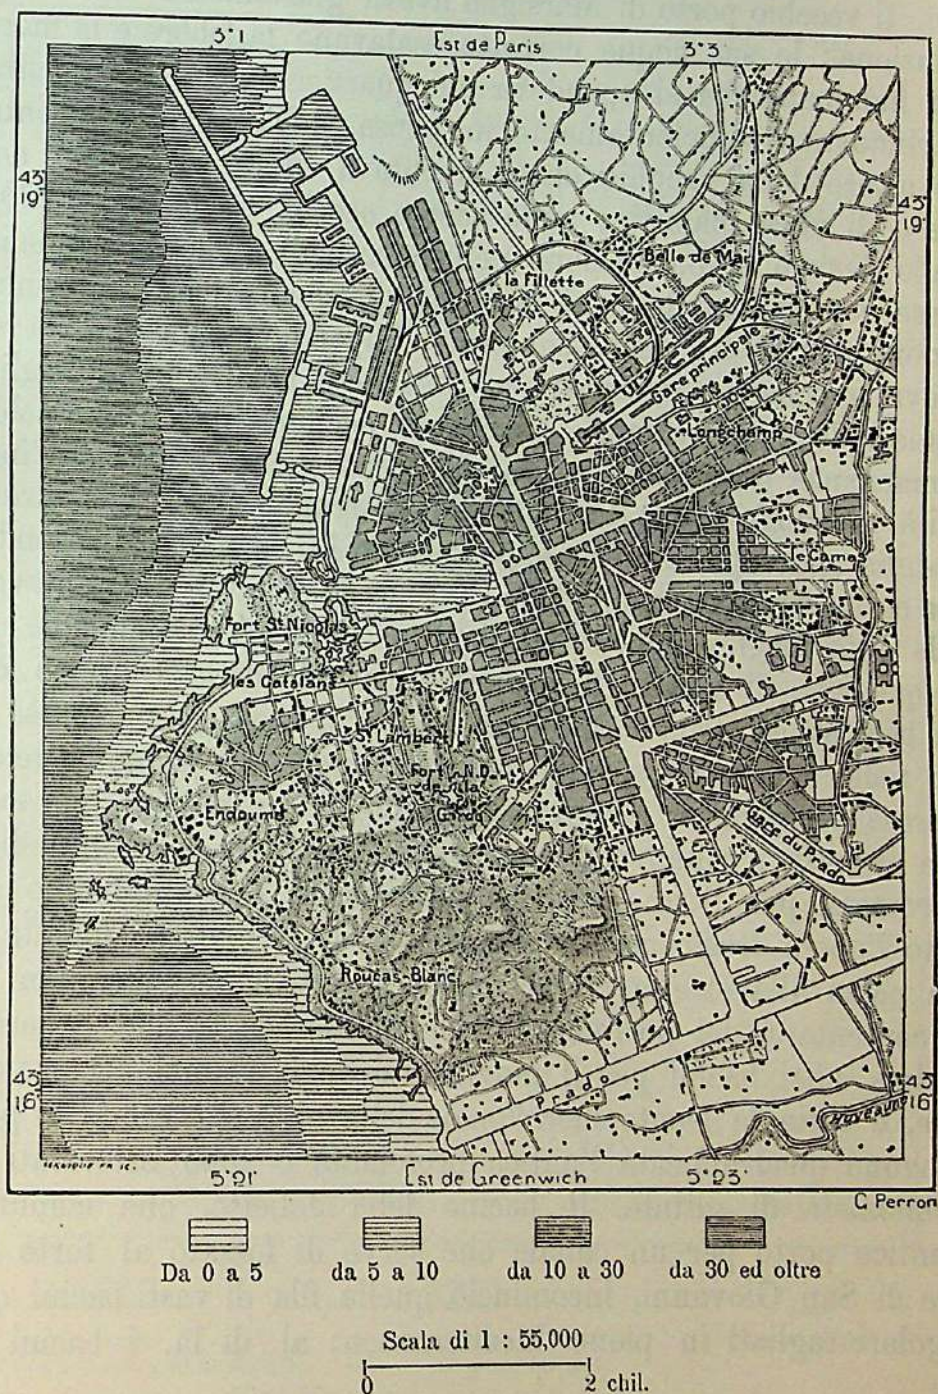 3°1
Est de Paris
3°3
43
19'
43
19'
Belle de Mai
la Fillette
Gare principale
Longchamp
le Camas
Fort St Nicolas
les Catalans
St Lambert
Fort N.D.
de la
Garde
Endoume
Gare du Prado
Roucas-Blanc
Prado
Huveaune
43
16'
43
16'
5°21'
Est de Greenwich
5°23'
C. Perron
Da 0 a 5
da 5 a 10
da 10 a 30
da 30 ed oltre
Scala di 1 : 55,000
0
2 chil.